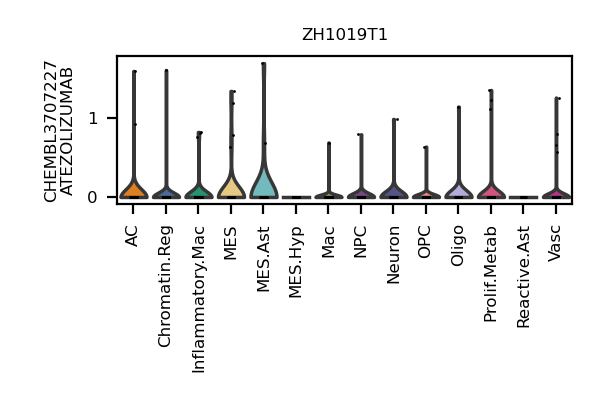 ZH1019T1
CHEMBL3707227
ATEZOLIZUMAB
1
0
AC
Chromatin.Reg
Inflammatory.Mac
MES
MES.Ast
MES.Hyp
Mac
NPC
Neuron
OPC
Oligo
Prolif.Metab
Reactive.Ast
Vasc